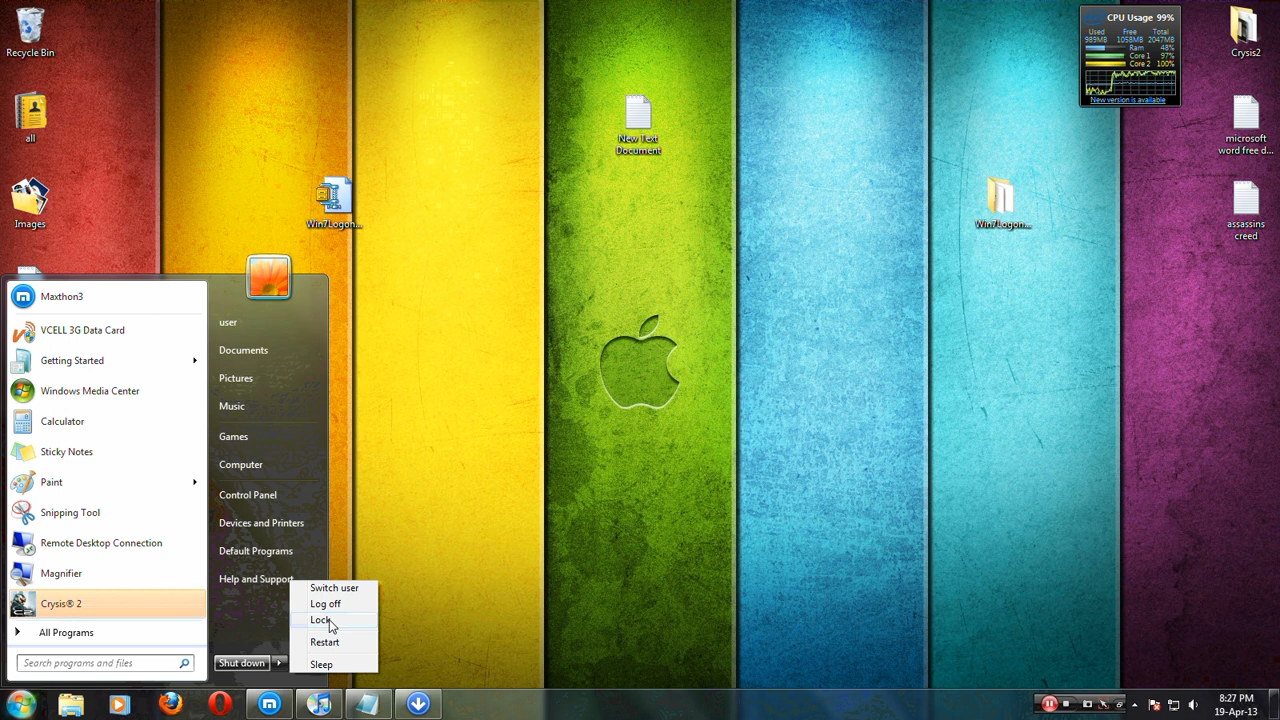 Recycle Bin
all
Images
Win7Logon...
New Text
Document
Win7Logon...
CPU Usage 99%
Used Free Total
989MB 1058MB 2047MB
Ram 48%
Core 1 97%
Core 2 100%
New version is available
Crysis2
microsoft
word free d...
assassins
creed
Maxthon3
VCELL 3G Data Card
Getting Started
Windows Media Center
Calculator
Sticky Notes
Paint
Snipping Tool
Remote Desktop Connection
Magnifier
Crysis® 2
All Programs
Search programs and files
user
Documents
Pictures
Music
Games
Computer
Control Panel
Devices and Printers
Default Programs
Help and Support
Shut down
Switch user
Log off
Lock
Restart
Sleep
8:27 PM
19-Apr-13